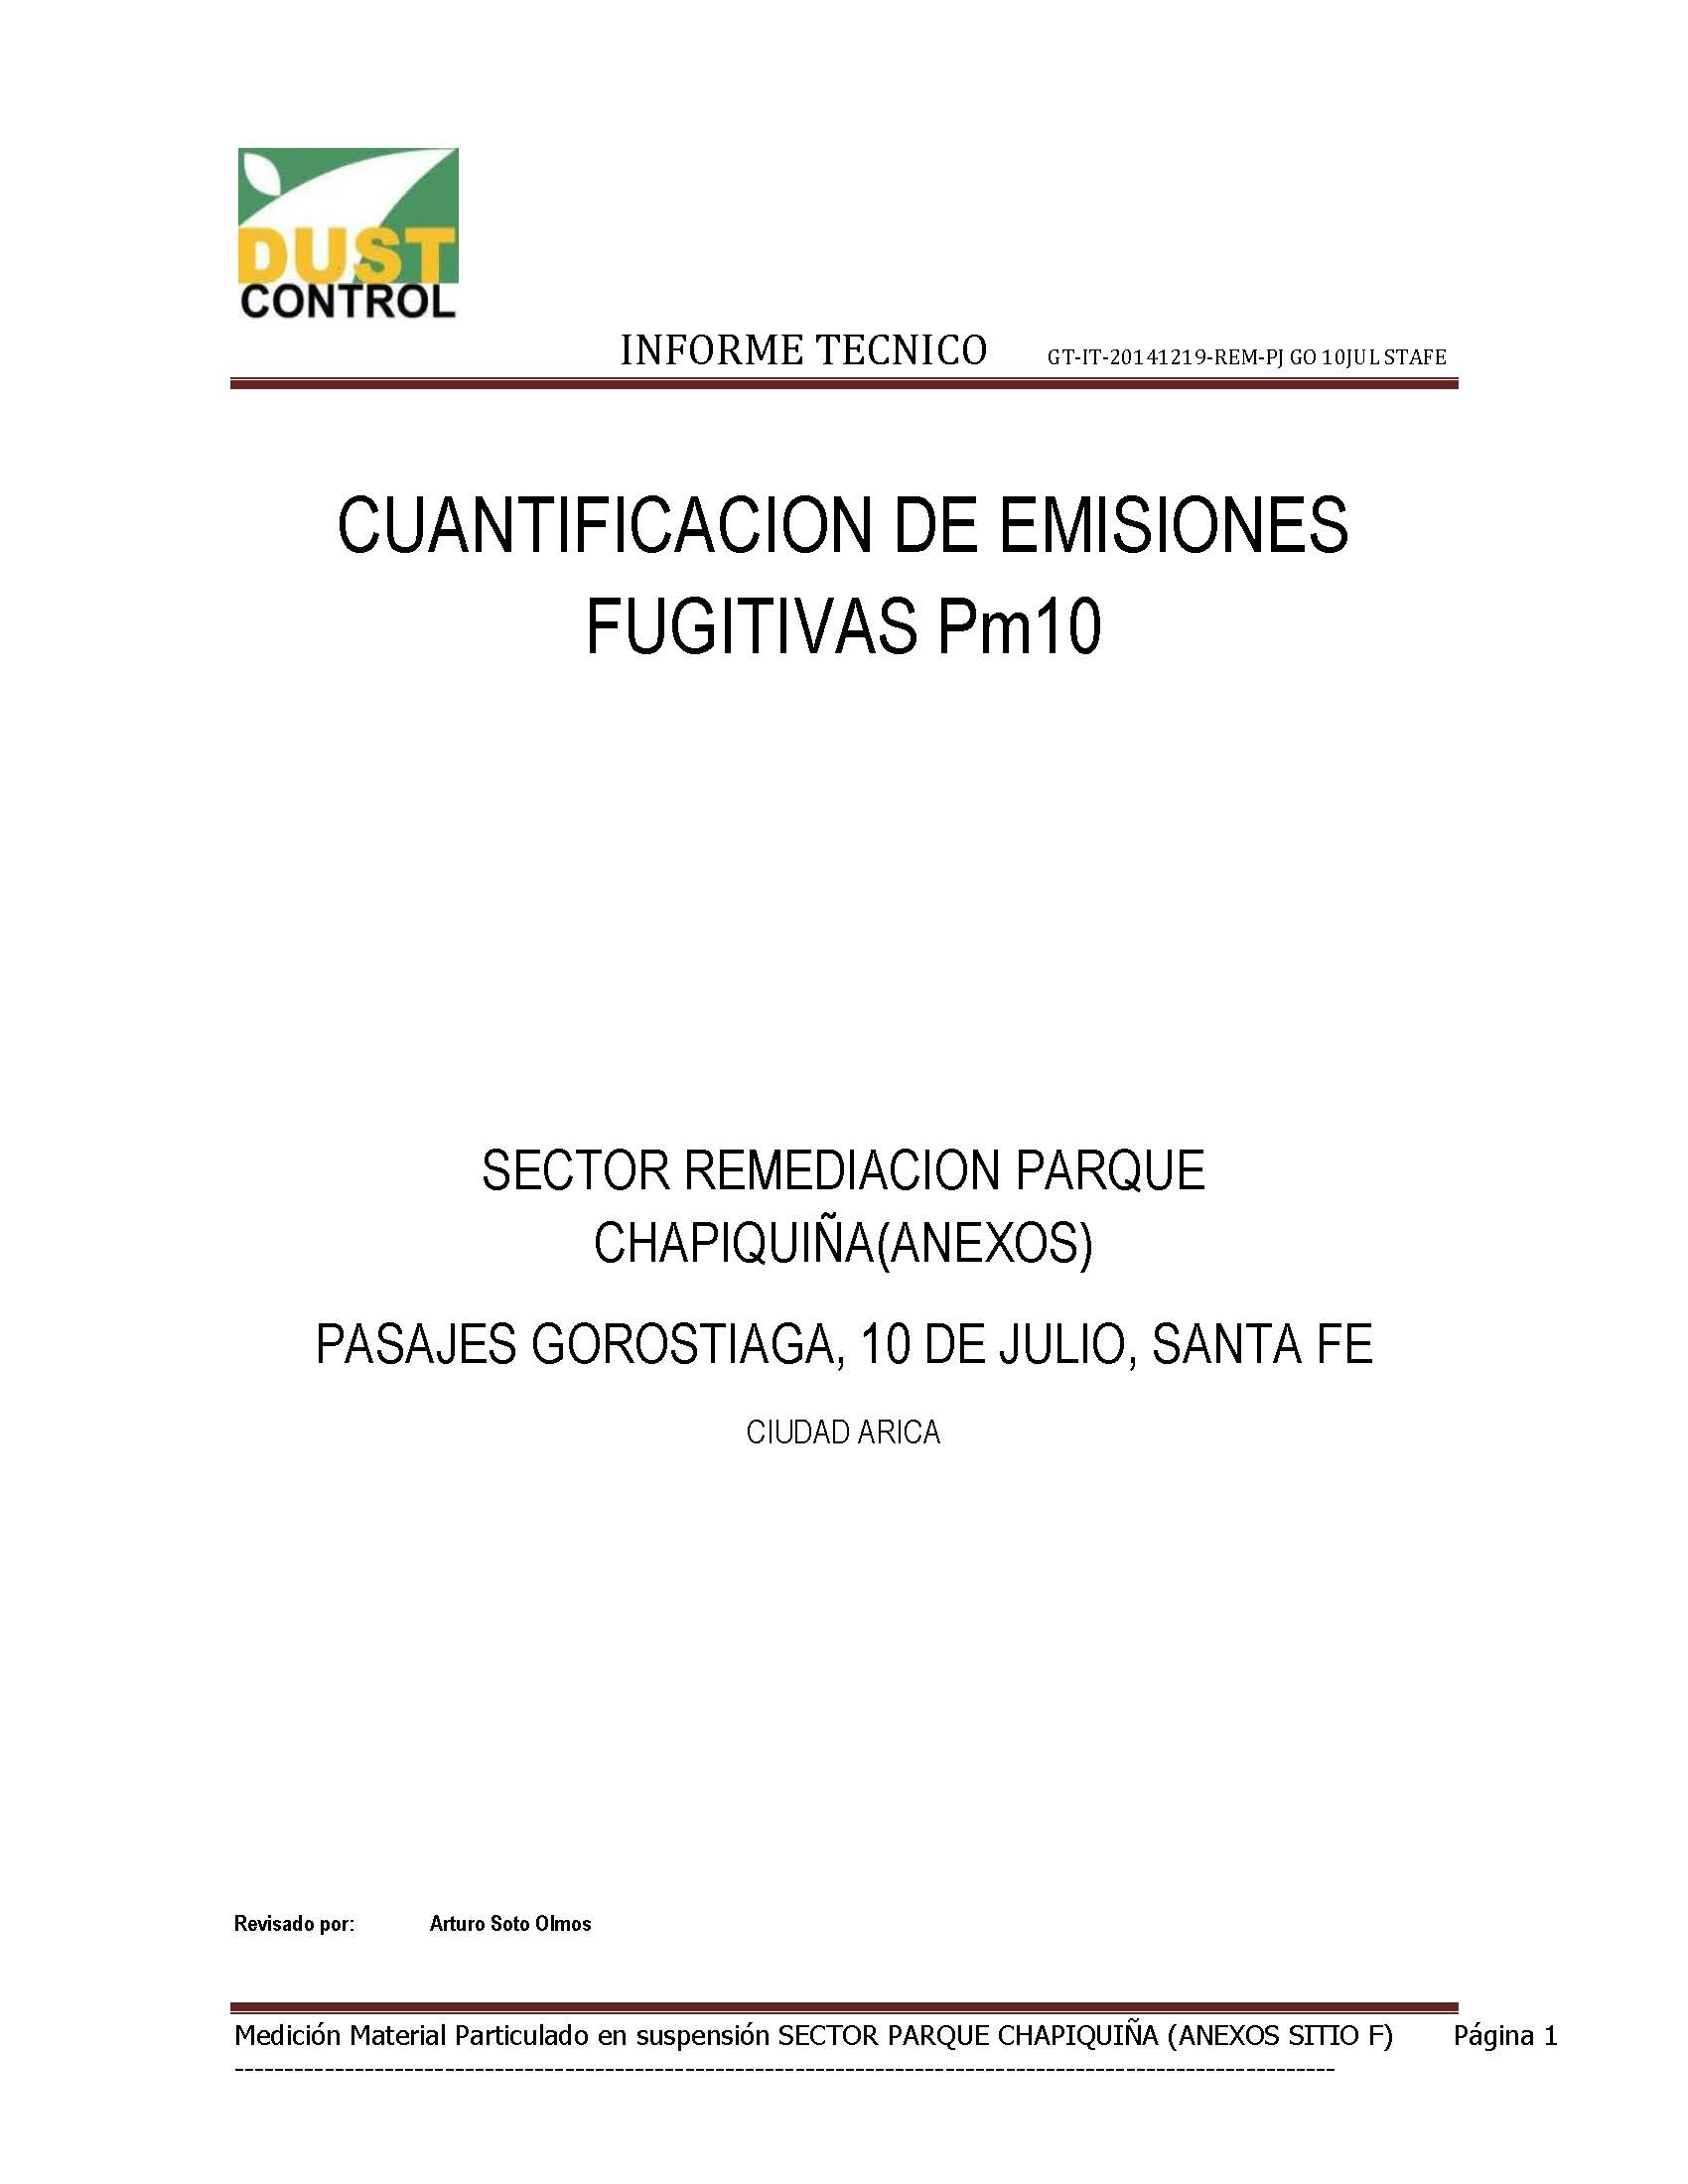 DUST
CONTROL
INFORME TECNICO GT-IT-20141219-REM-PJ GO 10JUL STAFE
CUANTIFICACION DE EMISIONES
FUGITIVAS Pm10
SECTOR REMEDIACION PARQUE
CHAPIQUIÑA(ANEXOS)
PASAJES GOROSTIAGA, 10 DE JULIO, SANTA FE
CIUDAD ARICA
Revisado por: Arturo Soto Olmos
Medición Material Particulado en suspensión SECTOR PARQUE CHAPIQUIÑA (ANEXOS SITIO F) Página 1
--------------------------------------------------------------------------------------------------------------